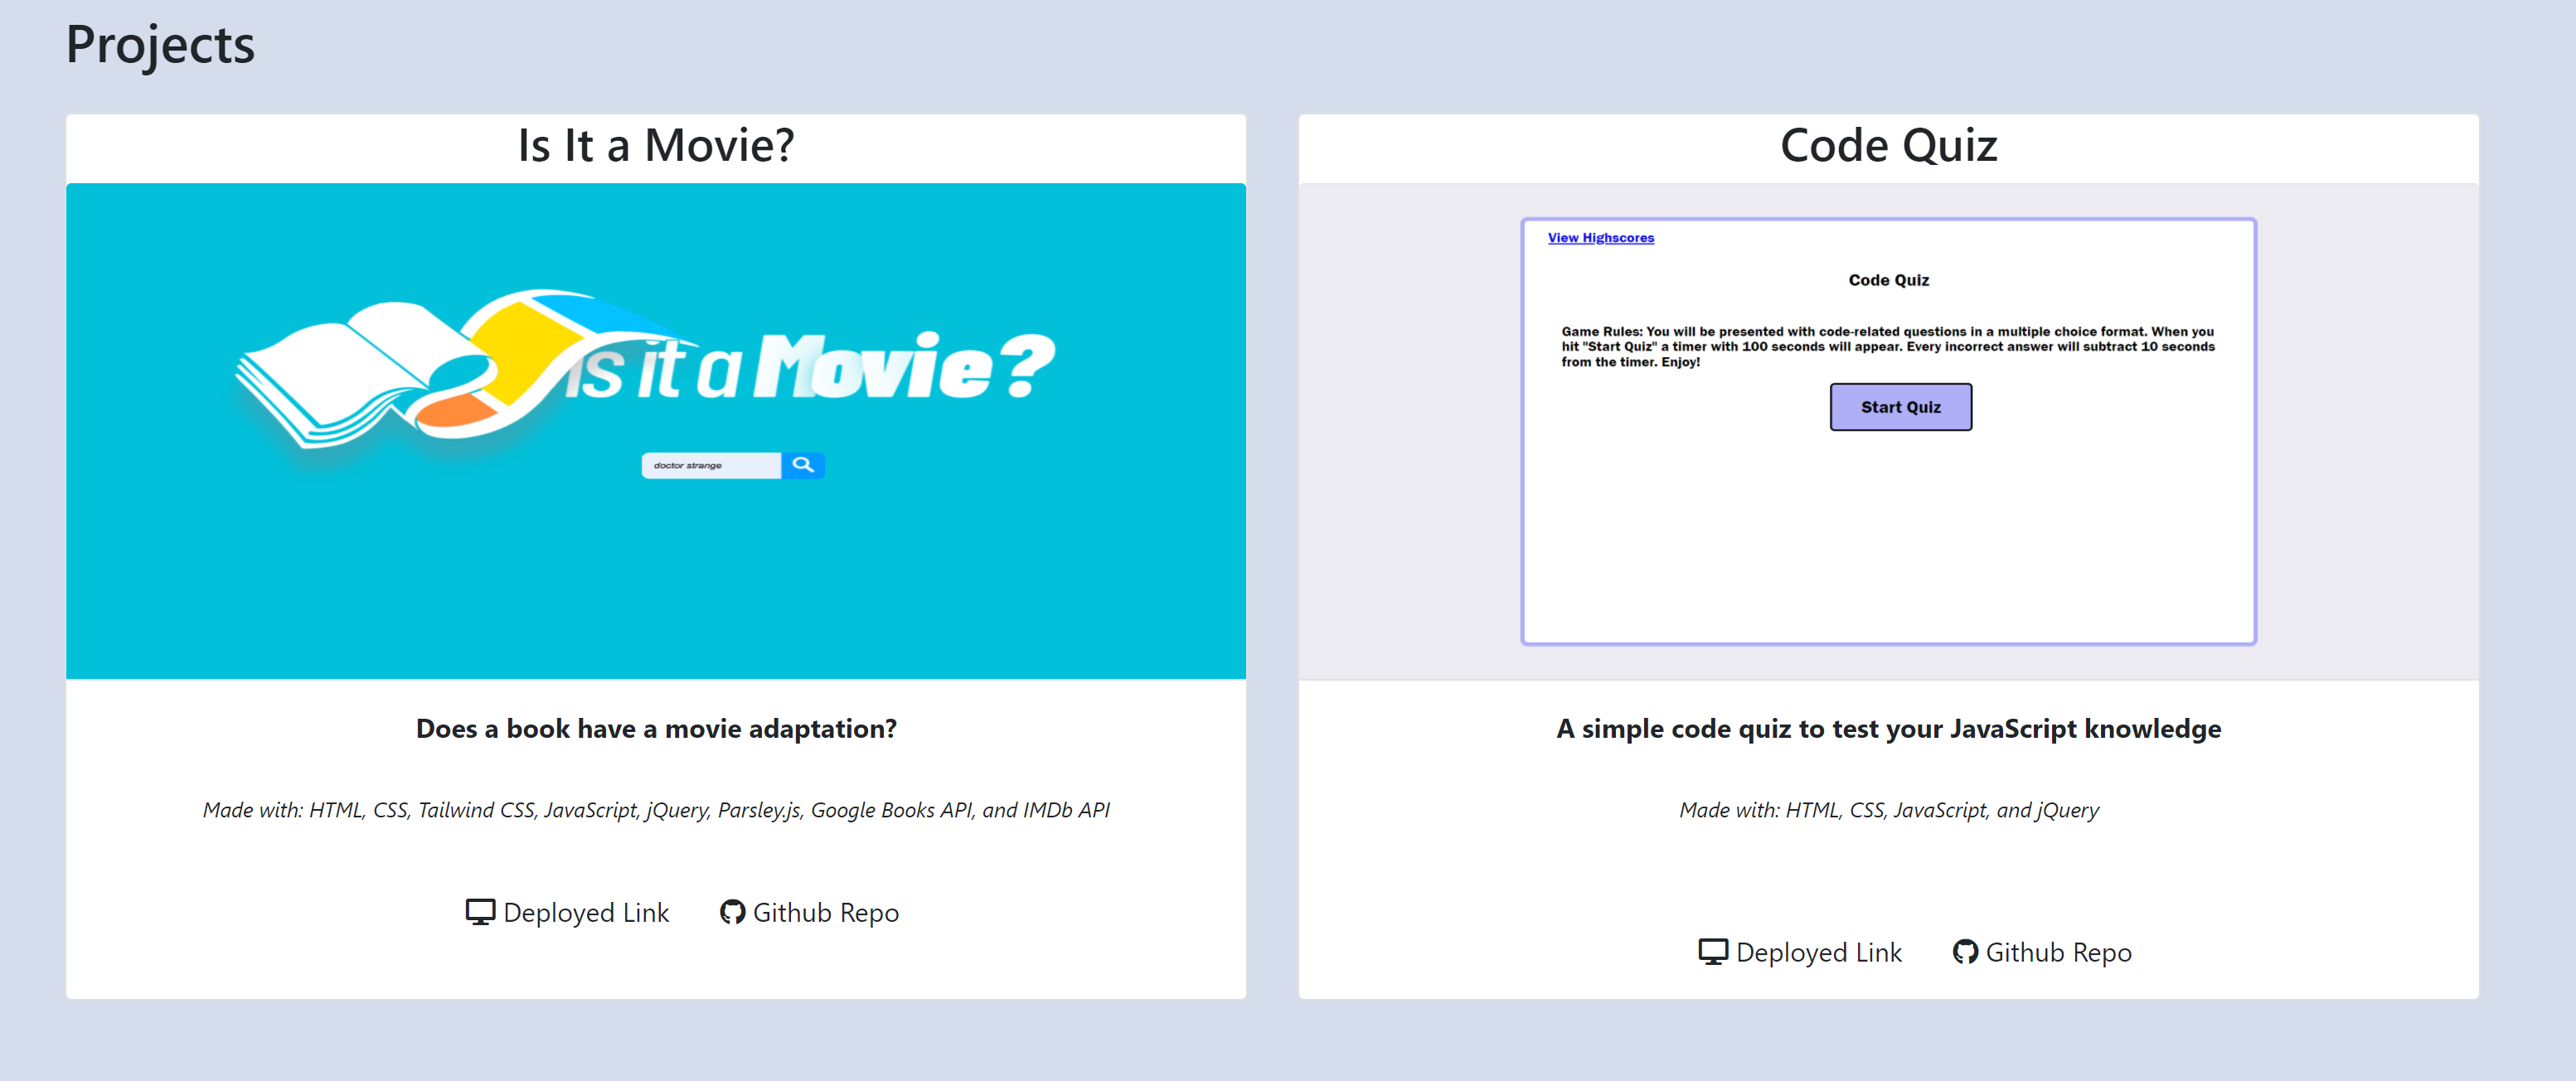 Projects
Is It a Movie?
is it a Movie?
doctor strange
Does a book have a movie adaptation?
Made with: HTML, CSS, Tailwind CSS, JavaScript, jQuery, Parsley.js, Google Books API, and IMDb API
Deployed Link Github Repo
Code Quiz
View Highscores
Code Quiz
Game Rules: You will be presented with code-related questions in a multiple choice format. When you
hit "Start Quiz" a timer with 100 seconds will appear. Every incorrect answer will subtract 10 seconds
from the timer. Enjoy!
Start Quiz
A simple code quiz to test your JavaScript knowledge
Made with: HTML, CSS, JavaScript, and jQuery
Deployed Link Github Repo